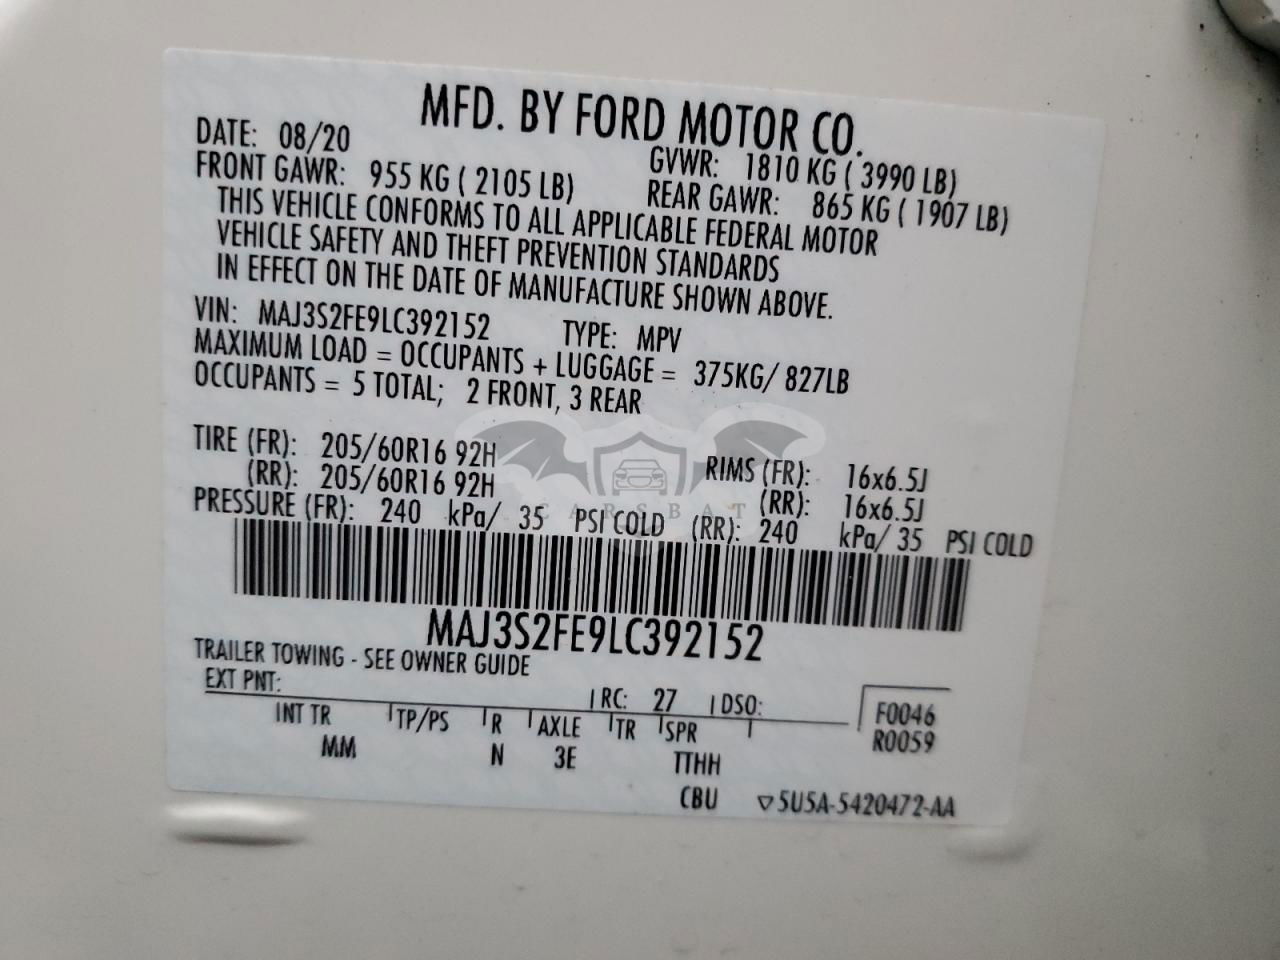 MFD. BY FORD MOTOR CO.
DATE: 08/20 GVWR: 1810 KG ( 3990 LB)
FRONT GAWR: 955 KG ( 2105 LB) REAR GAWR: 865 KG ( 1907 LB)
THIS VEHICLE CONFORMS TO ALL APPLICABLE FEDERAL MOTOR
VEHICLE SAFETY AND THEFT PREVENTION STANDARDS
IN EFFECT ON THE DATE OF MANUFACTURE SHOWN ABOVE.
VIN: MAJ3S2FE9LC392152 TYPE: MPV
MAXIMUM LOAD = OCCUPANTS + LUGGAGE = 375KG/ 827LB
OCCUPANTS = 5 TOTAL; 2 FRONT, 3 REAR
TIRE (FR): 205/60R16 92H RIMS (FR): 16x6.5J
(RR): 205/60R16 92H (RR): 16x6.5J
PRESSURE (FR): 240 kPa/ 35 PSI COLD (RR): 240 kPa/ 35 PSI COLD
CARSBAT
MAJ3S2FE9LC392152
TRAILER TOWING - SEE OWNER GUIDE
EXT PNT: RC: 27 DSO: F0046
INT TR TP/PS R AXLE TR SPR R0059
MM N 3E TTHH
CBU ▽5U5A-5420472-AA